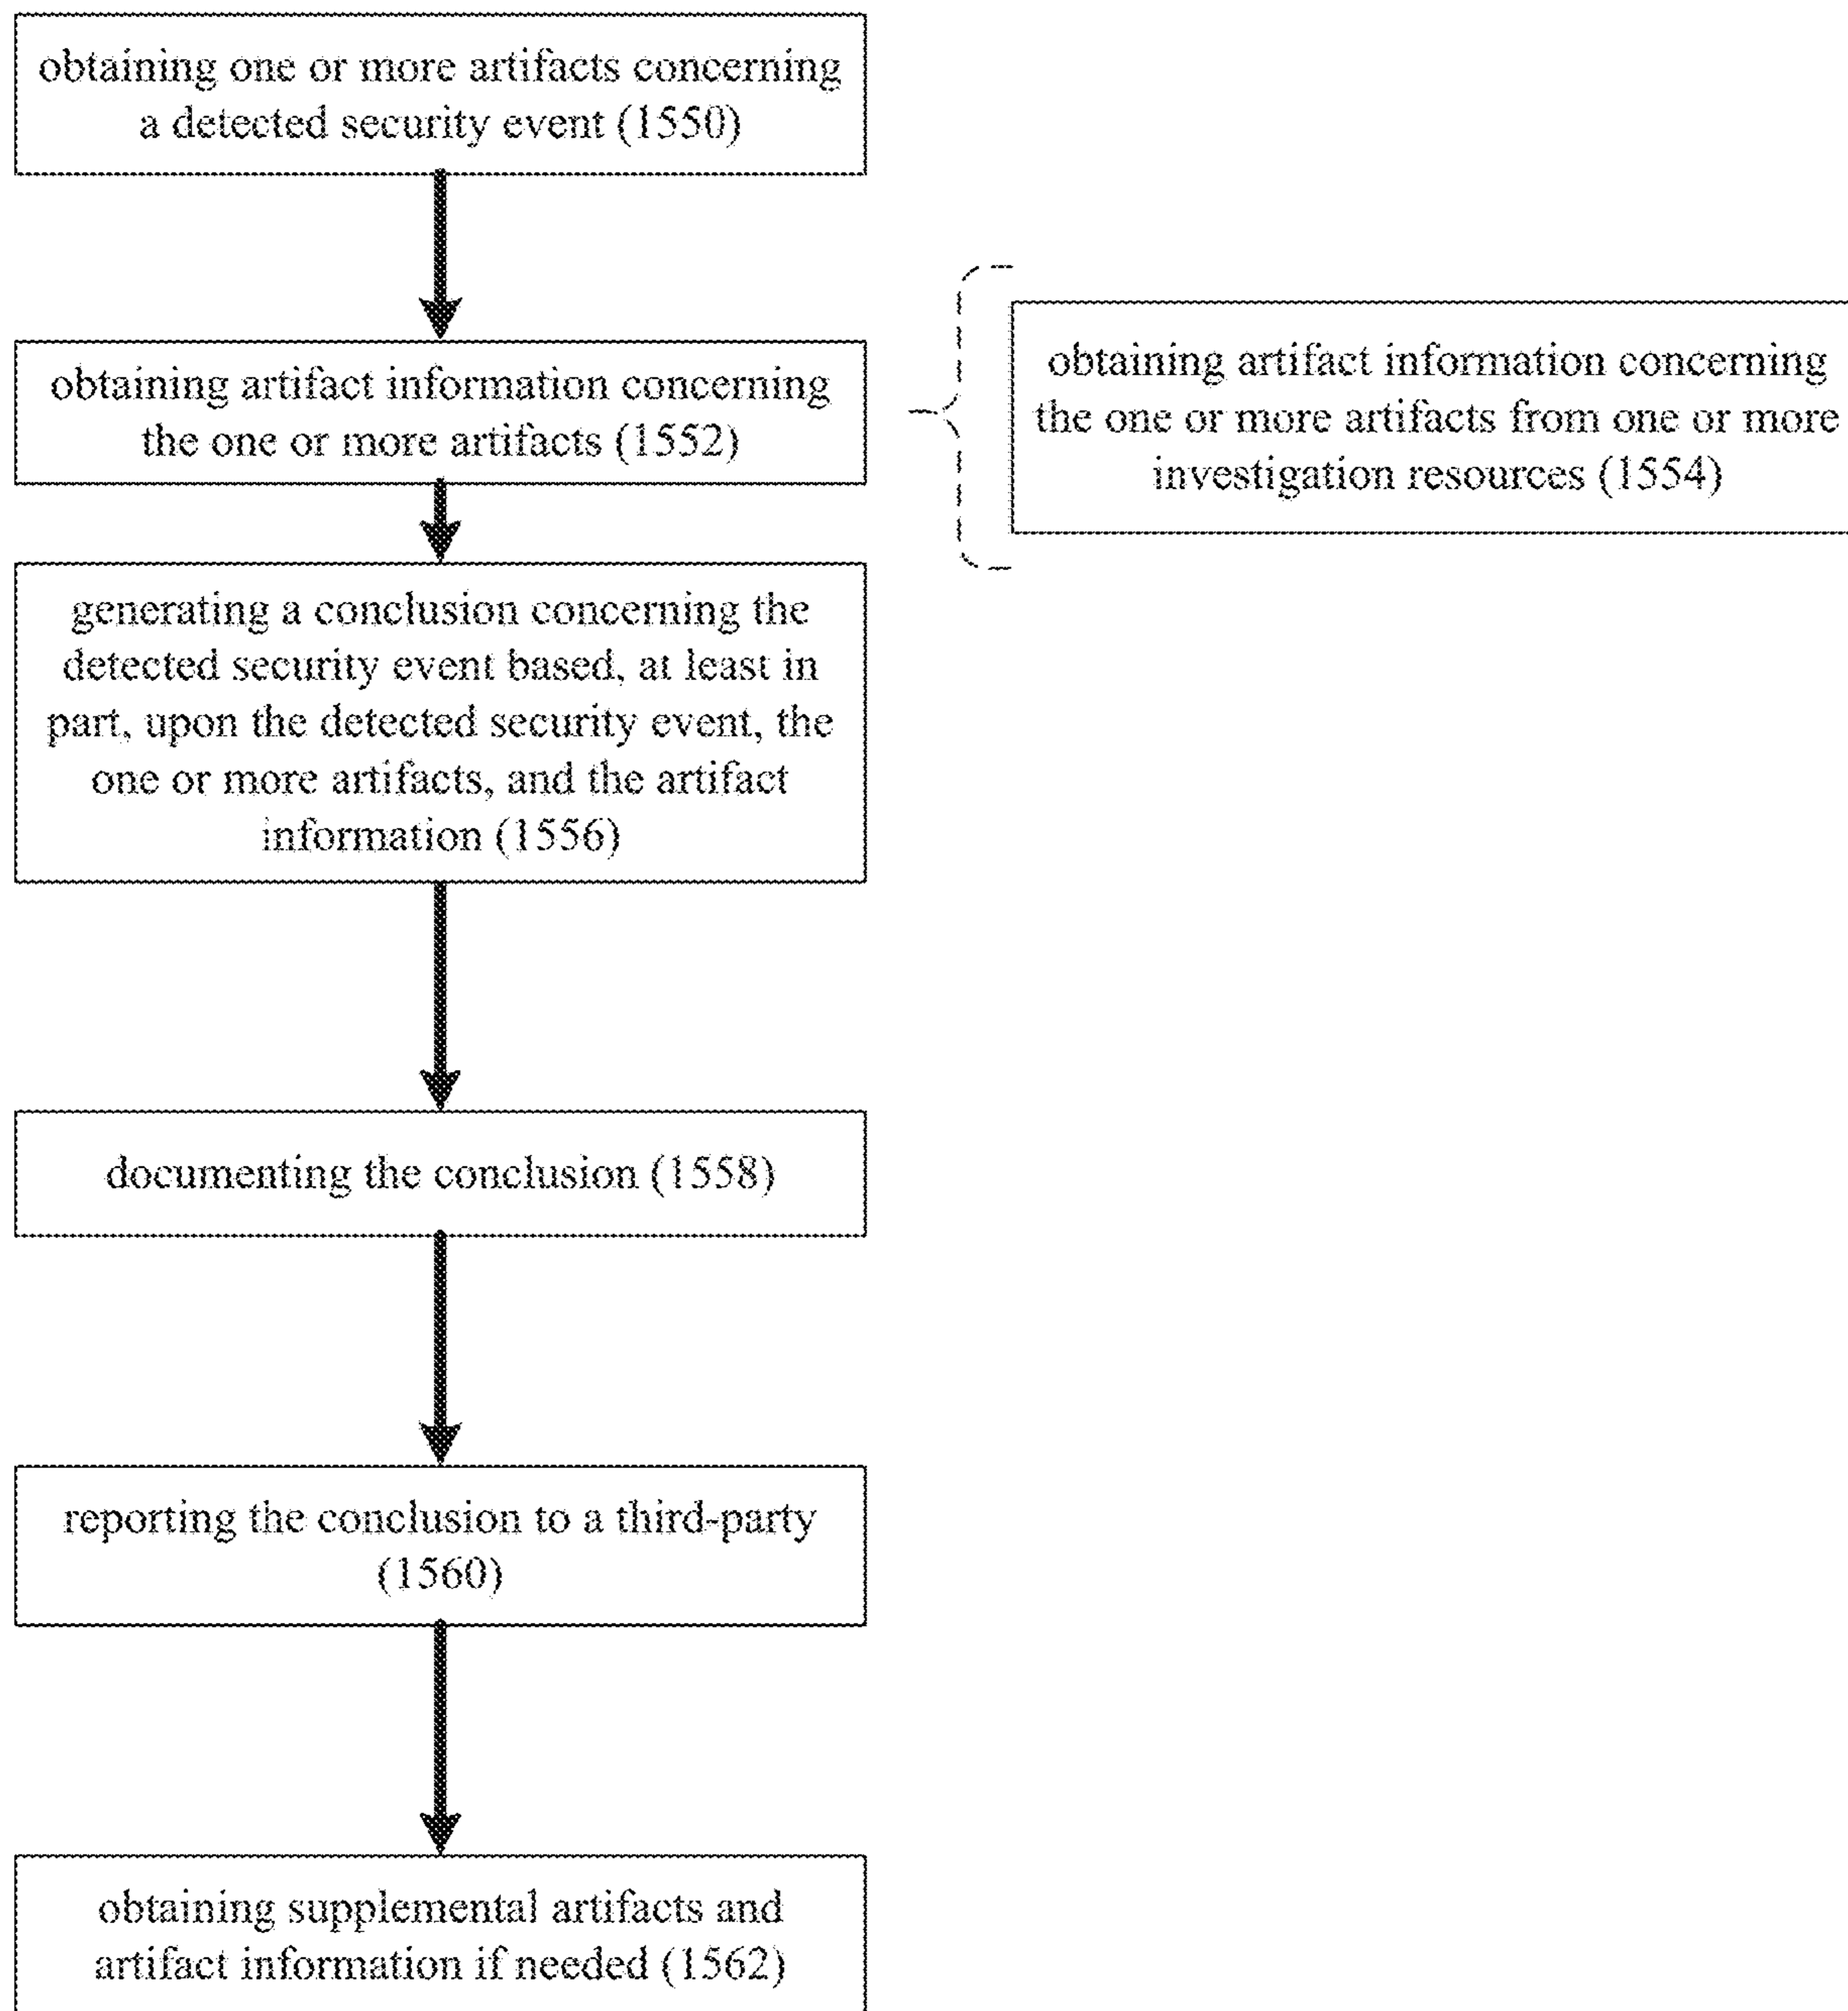 obtaining one or more artifacts concerning
a detected security event (1550)
obtaining artifact information concerning
the one or more artifacts (1552)
obtaining artifact information concerning
the one or more artifacts from one or more
investigation resources (1554)
generating a conclusion concerning the
detected security event based, at least in
part, upon the detected security event, the
one or more artifacts, and the artifact
information (1556)
documenting the conclusion (1558)
reporting the conclusion to a third-party
(1560)
obtaining supplemental artifacts and
artifact information if needed (1562)